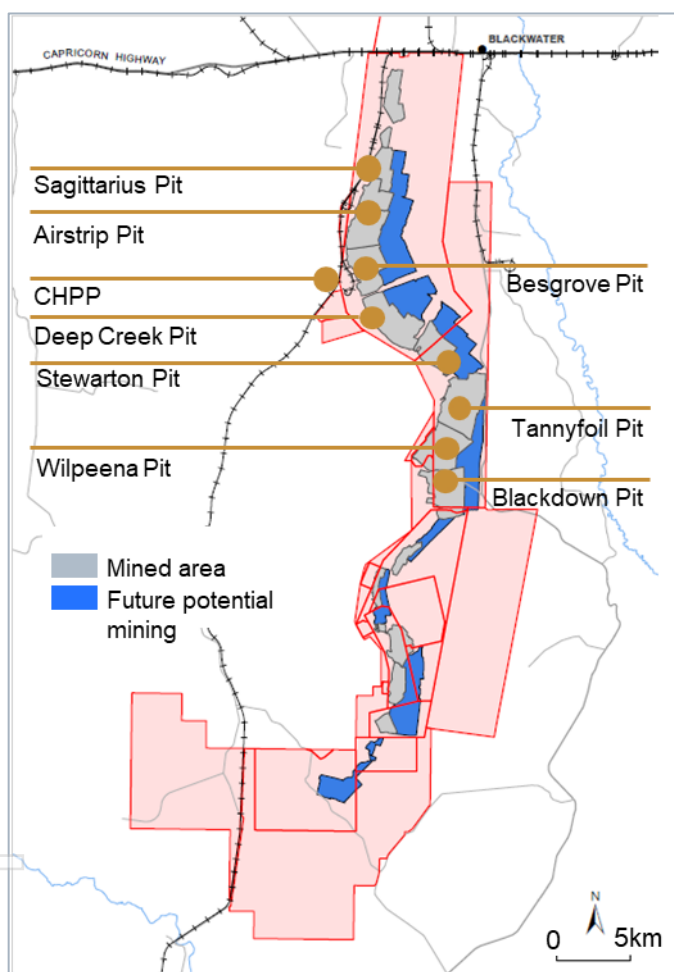 BLACKWATER
CAPRICORN HIGHWAY
Sagittarius Pit
Airstrip Pit
Besgrove Pit
CHPP
Deep Creek Pit
Stewarton Pit
Tannyfoil Pit
Wilpeena Pit
Blackdown Pit
Mined area
Future potential
mining
N
0 5km